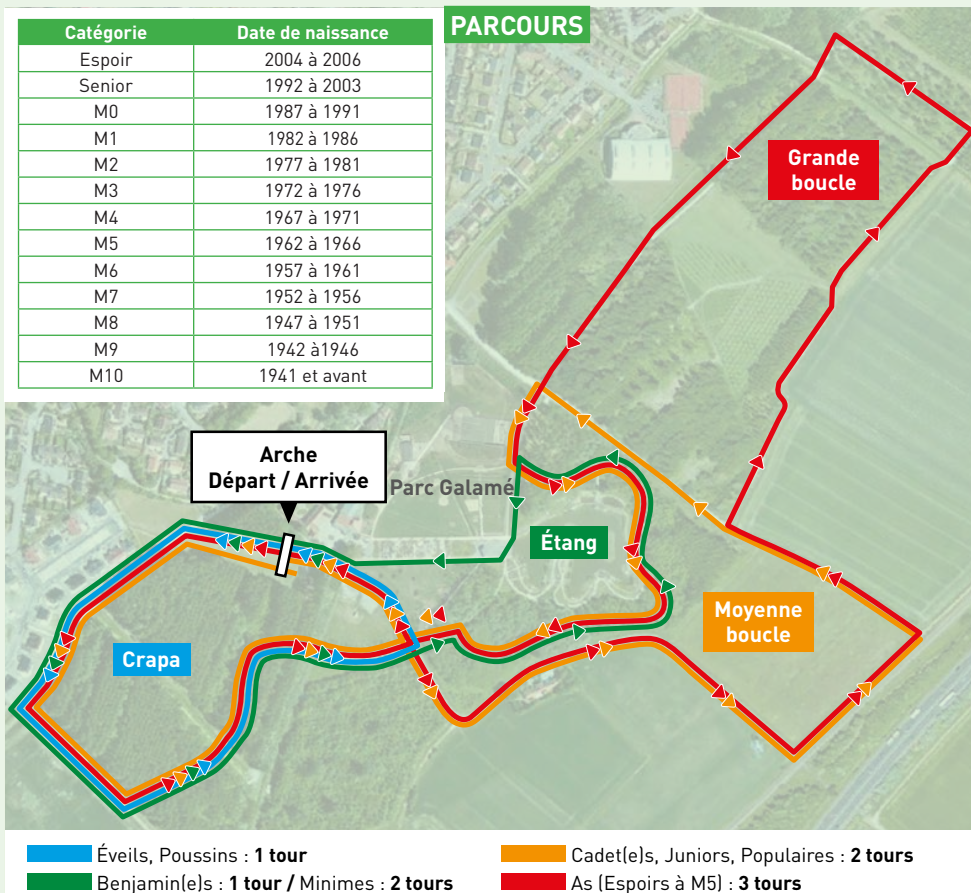 PARCOURS
Catégorie Date de naissance
Espoir 2004 à 2006
Senior 1992 à 2003
M0 1987 à 1991
M1 1982 à 1986
M2 1977 à 1981
M3 1972 à 1976
M4 1967 à 1971
M5 1962 à 1966
M6 1957 à 1961
M7 1952 à 1956
M8 1947 à 1951
M9 1942 à1946
M10 1941 et avant
Grande
boucle
Arche
Départ / Arrivée
Parc Galamé
Étang
Moyenne
boucle
Crapa
Éveils, Poussins : 1 tour
Benjamin(e)s : 1 tour / Minimes : 2 tours
Cadet(e)s, Juniors, Populaires : 2 tours
As (Espoirs à M5) : 3 tours